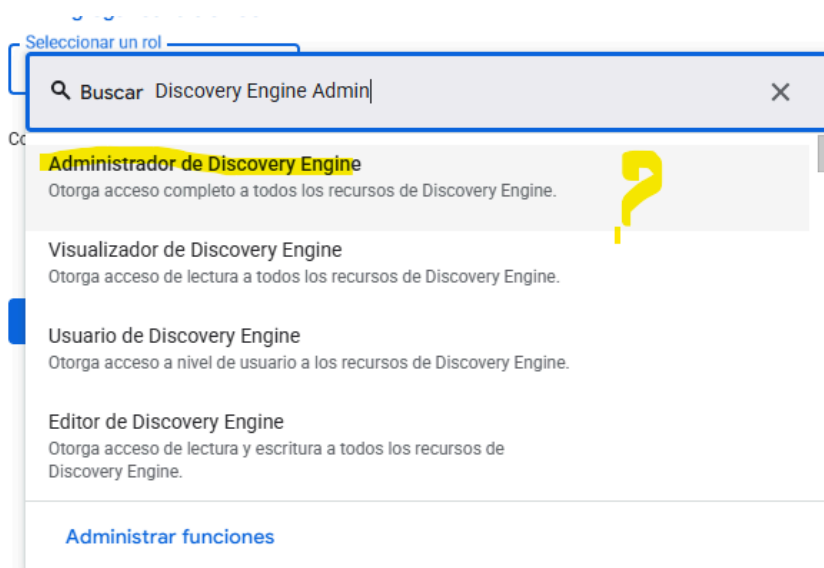 Seleccionar un rol
Buscar Discovery Engine Admin
Co
Administrador de Discovery Engine
Otorga acceso completo a todos los recursos de Discovery Engine.
?
Visualizador de Discovery Engine
Otorga acceso de lectura a todos los recursos de Discovery Engine.
Usuario de Discovery Engine
Otorga acceso a nivel de usuario a los recursos de Discovery Engine.
Editor de Discovery Engine
Otorga acceso de lectura y escritura a todos los recursos de
Discovery Engine.
Administrar funciones